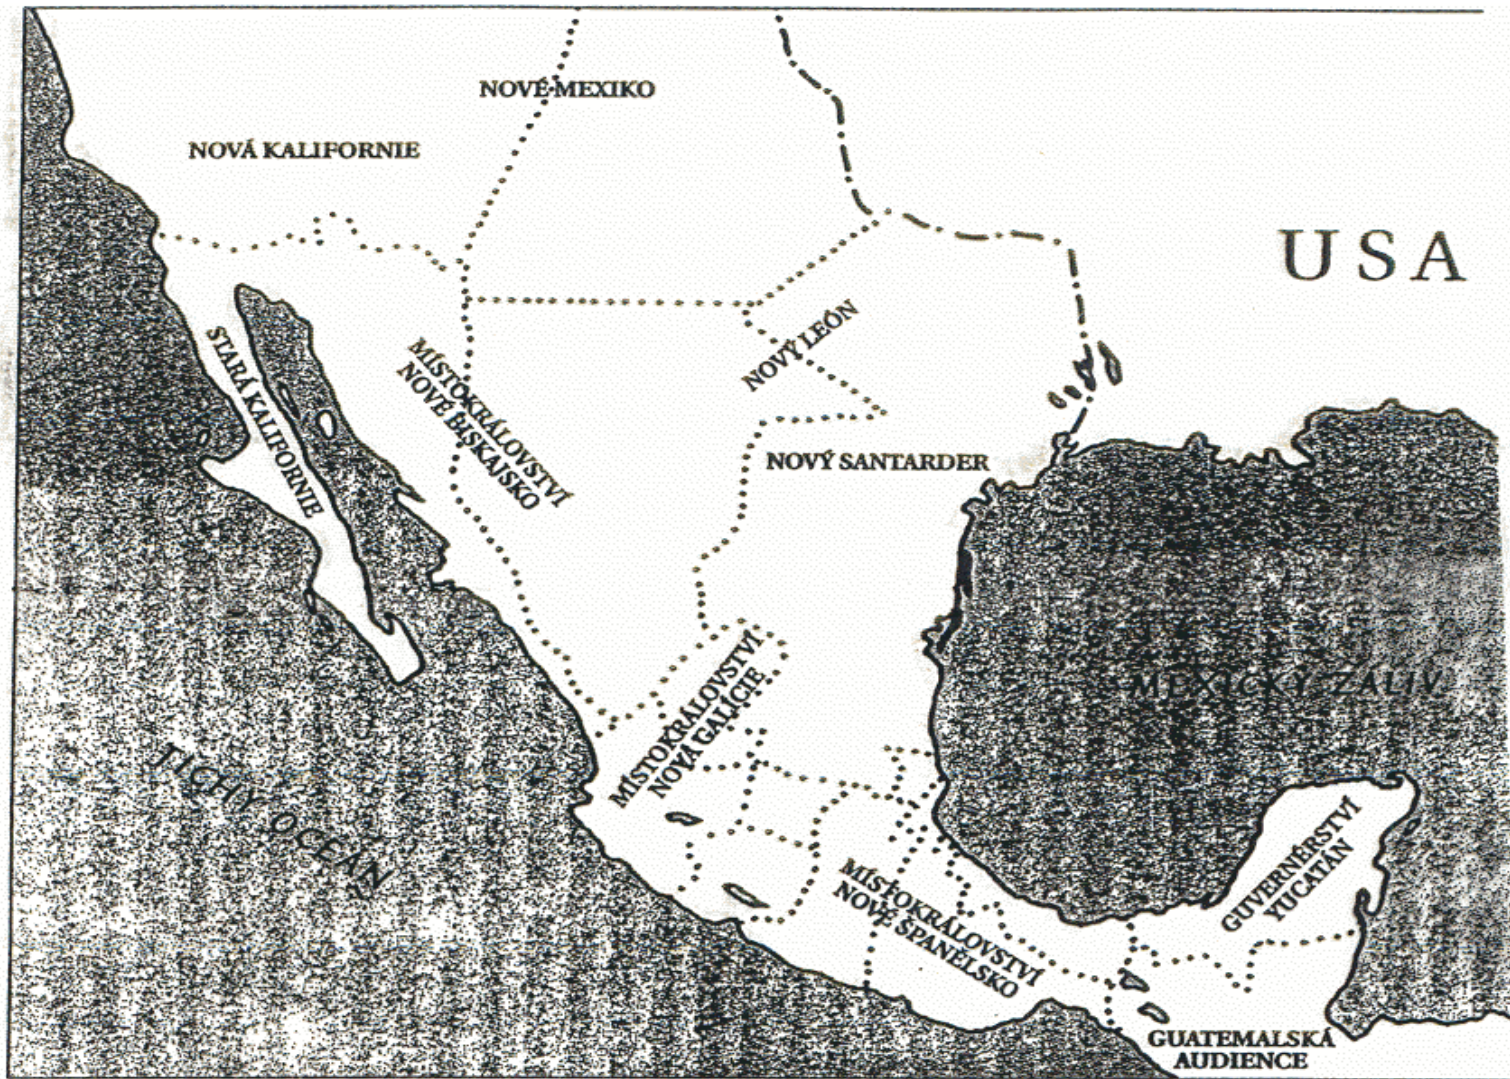 NOVÉ MEXIKO
NOVÁ KALIFORNIE
USA
STARÁ KALIFORNIE
MÍSTOKRÁLOVSTVÍ
NOVÉ BISKAJSKO
NOVÝ LEÓN
NOVÝ SANTARDER
MÍSTOKRÁLOVSTVÍ
NOVÁ GALICIE
MEXICKÝ ZÁLIV
TICHÝ OCEÁN
MÍSTOKRÁLOVSTVÍ
NOVÉ ŠPANĚLSKO
GUVERNÉRSTVÍ
YUCATÁN
GUATEMALSKÁ
AUDIENCE